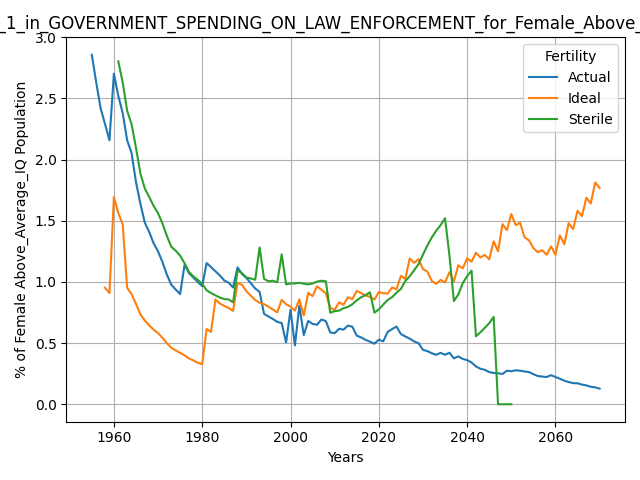 _1_in_GOVERNMENT_SPENDING_ON_LAW_ENFORCEMENT_for_Female_Above_
Fertility
Actual
Ideal
Sterile
% of Female Above_Average_IQ Population
3.0
2.5
2.0
1.5
1.0
0.5
0.0
1960 1980 2000 2020 2040 2060
Years